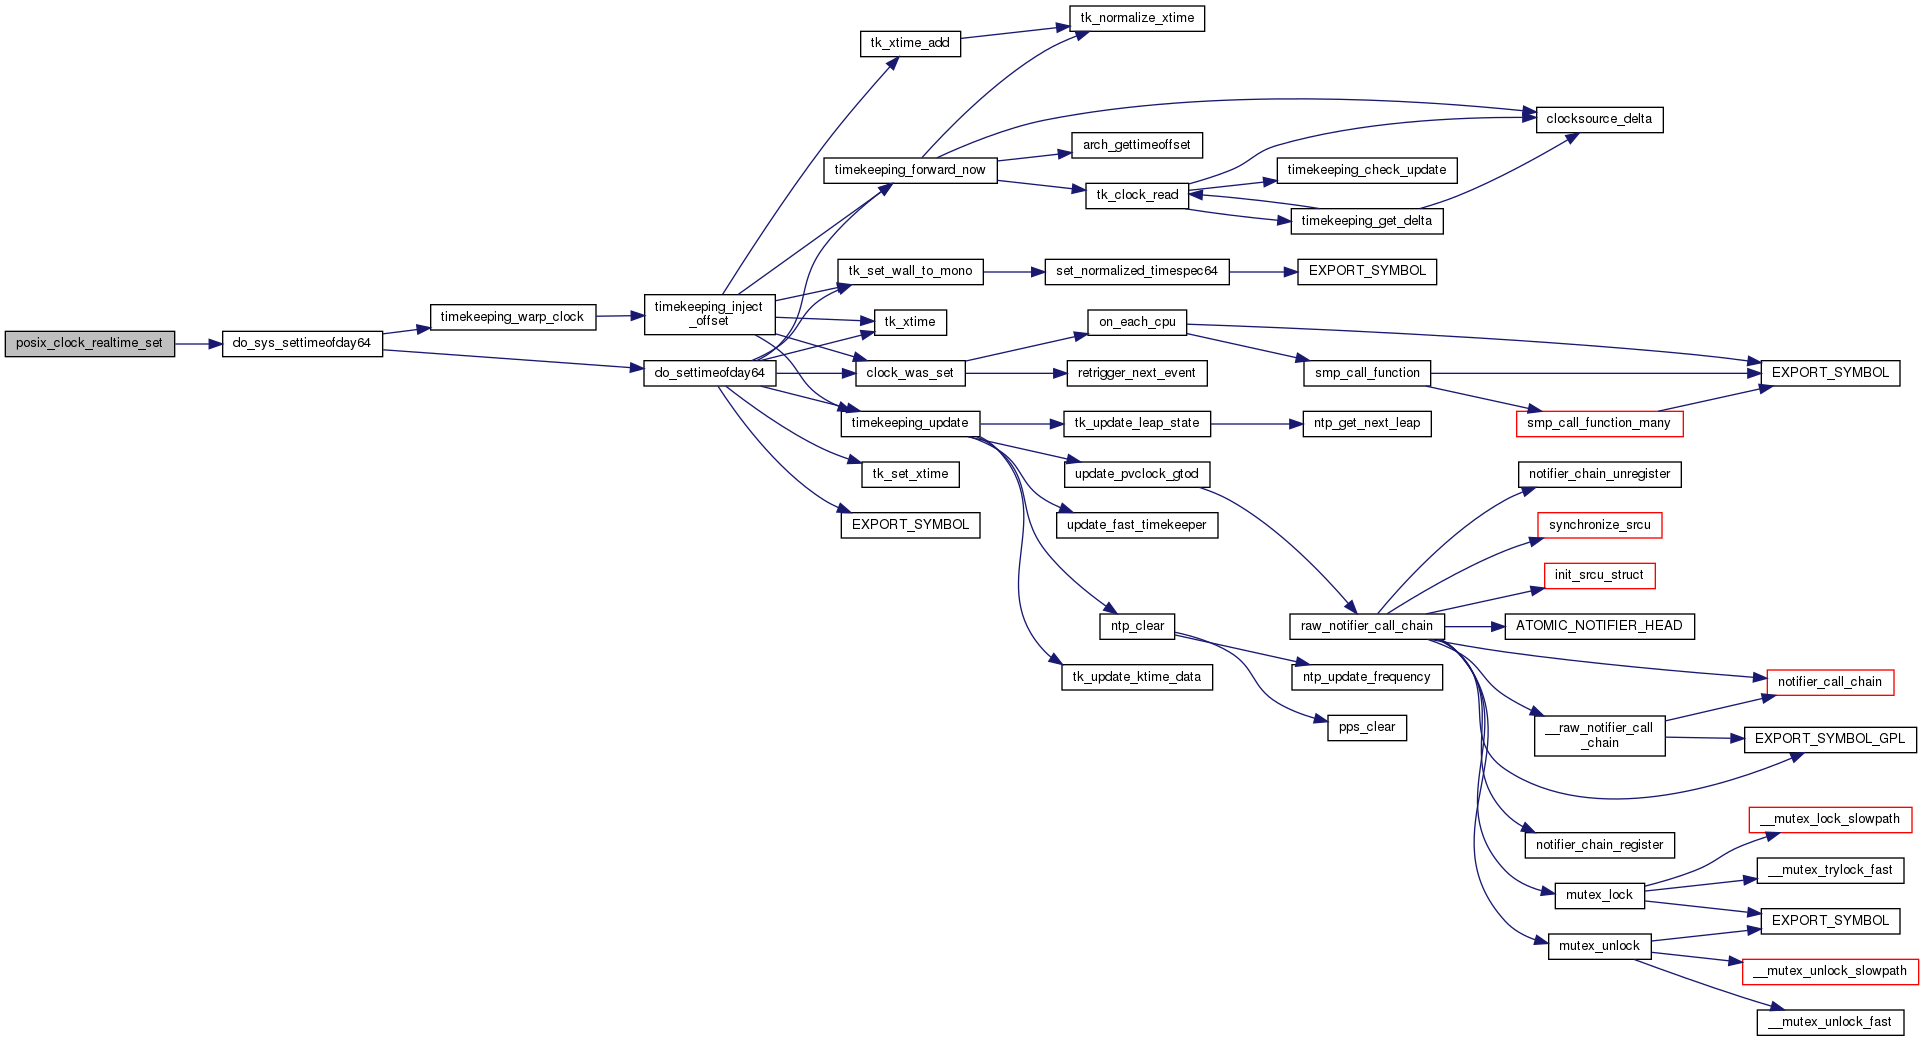 tk_normalize_xtime
tk_xtime_add
clocksource_delta
arch_gettimeoffset
timekeeping_forward_now
timekeeping_check_update
tk_clock_read
timekeeping_get_delta
tk_set_wall_to_mono
set_normalized_timespec64
EXPORT_SYMBOL
timekeeping_inject
_offset
timekeeping_warp_clock
tk_xtime
on_each_cpu
posix_clock_realtime_set
do_sys_settimeofday64
do_settimeofday64
clock_was_set
retrigger_next_event
smp_call_function
EXPORT_SYMBOL
timekeeping_update
tk_update_leap_state
ntp_get_next_leap
smp_call_function_many
tk_set_xtime
update_pvclock_gtod
notifier_chain_unregister
EXPORT_SYMBOL
update_fast_timekeeper
synchronize_srcu
init_srcu_struct
ntp_clear
raw_notifier_call_chain
ATOMIC_NOTIFIER_HEAD
tk_update_ktime_data
ntp_update_frequency
notifier_call_chain
pps_clear
__raw_notifier_call
_chain
EXPORT_SYMBOL_GPL
__mutex_lock_slowpath
notifier_chain_register
__mutex_trylock_fast
mutex_lock
EXPORT_SYMBOL
mutex_unlock
__mutex_unlock_slowpath
__mutex_unlock_fast